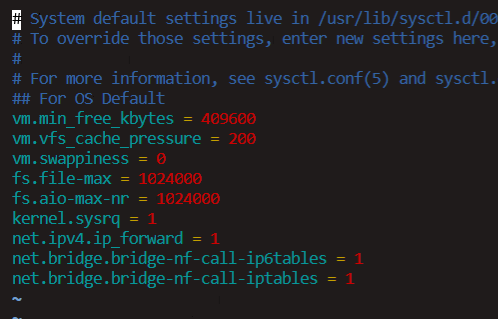 # System default settings live in /usr/lib/sysctl.d/00
# To override those settings, enter new settings here,
#
# For more information, see sysctl.conf(5) and sysctl.
## For OS Default
vm.min_free_kbytes = 409600
vm.vfs_cache_pressure = 200
vm.swappiness = 0
fs.file-max = 1024000
fs.aio-max-nr = 1024000
kernel.sysrq = 1
net.ipv4.ip_forward = 1
net.bridge.bridge-nf-call-ip6tables = 1
net.bridge.bridge-nf-call-iptables = 1
~
~